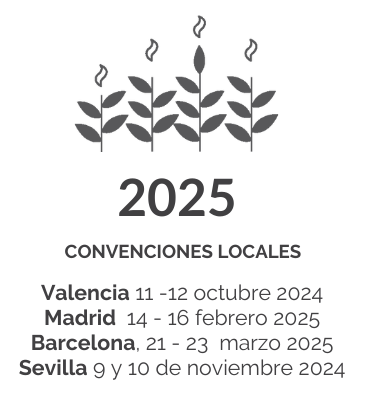 2025
CONVENCIONES LOCALES
Valencia 11 -12 octubre 2024
Madrid 14 - 16 febrero 2025
Barcelona, 21 - 23 marzo 2025
Sevilla 9 y 10 de noviembre 2024